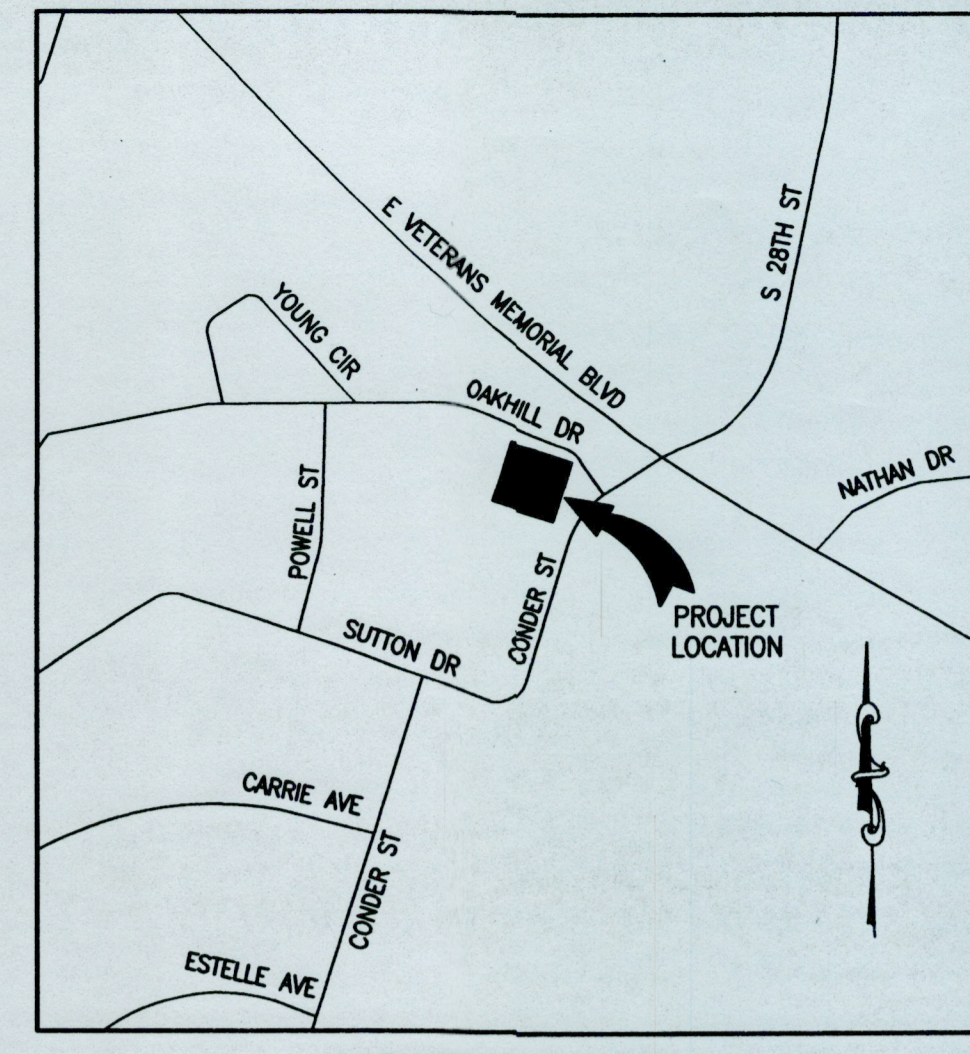 E VETERANS MEMORIAL BLVD
S 28TH ST
YOUNG CIR
OAKHILL DR
NATHAN DR
POWELL ST
CONDER ST
PROJECT
LOCATION
SUTTON DR
CARRIE AVE
CONDER ST
ESTELLE AVE